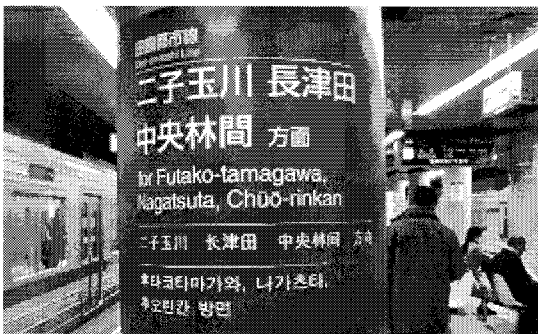 田園都市線
二子玉川 長津田
中央林間 方面
for Futako-tamagawa,
Nagatsuta, Chūō-rinkan
二子玉川 長津田 中央林間
후타코타마가와, 나가츠타,
주오린칸 방면